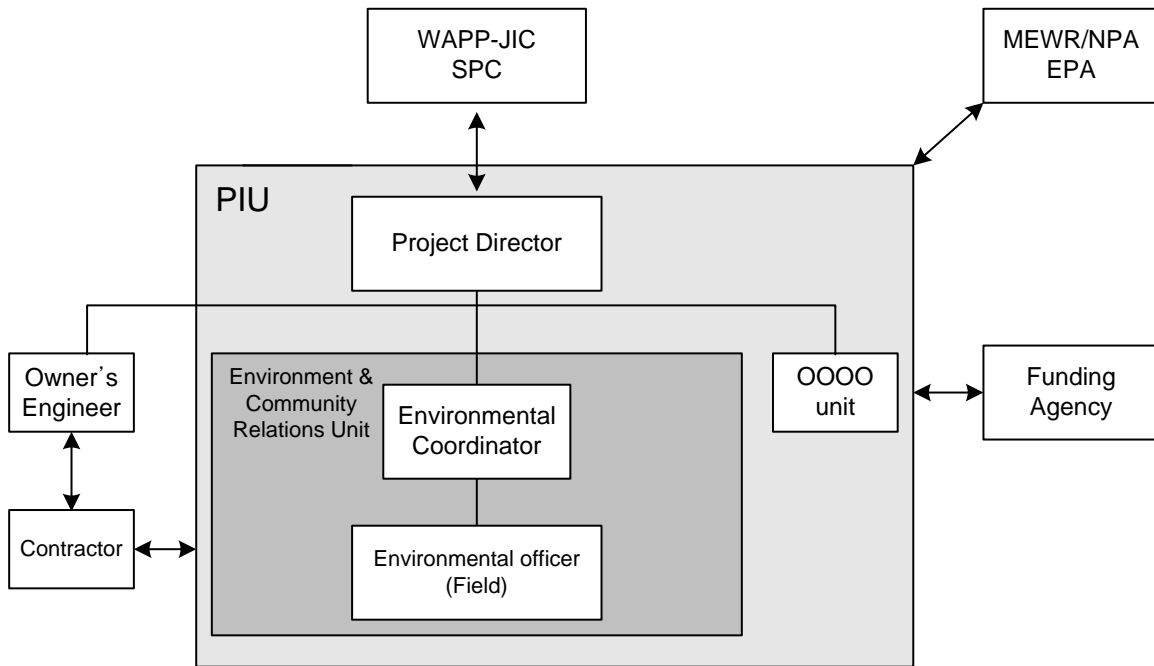 WAPP-JIC
SPC
MEWR/NPA
EPA
PIU
Project Director
Owner’s
Engineer
Environment &
Community
Relations Unit
Environmental
Coordinator
OOOO
unit
Funding
Agency
Contractor
Environmental officer
(Field)